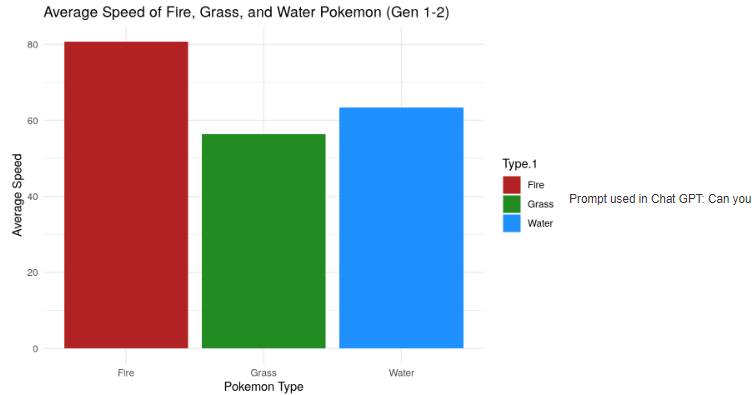 Average Speed of Fire, Grass, and Water Pokemon (Gen 1-2)
80
60
40
20
0
Average Speed
Fire
Grass
Water
Pokemon Type
Type.1
Fire
Grass
Water
Prompt used in Chat GPT: Can you